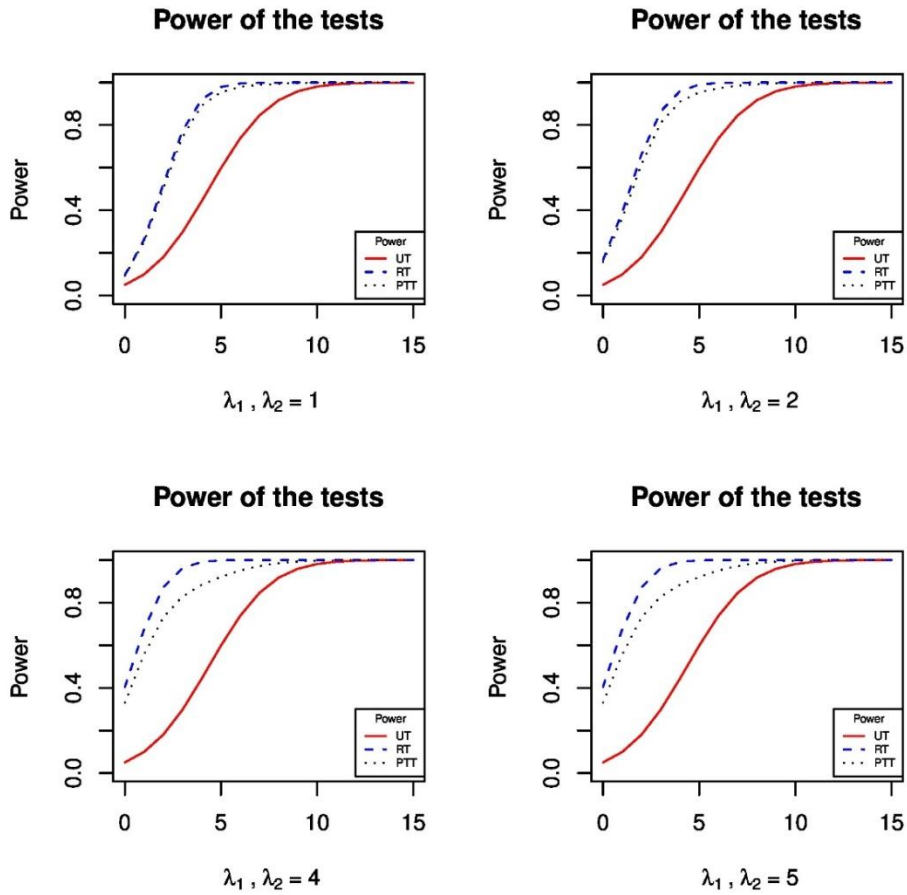 Power of the tests
Power
0.0
0.4
0.8
0
5
10
15
λ₁ , λ₂ = 1
Power
UT
RT
PTT
Power of the tests
Power
0.0
0.4
0.8
0
5
10
15
λ₁ , λ₂ = 2
Power
UT
RT
PTT
Power of the tests
Power
0.0
0.4
0.8
0
5
10
15
λ₁ , λ₂ = 4
Power
UT
RT
PTT
Power of the tests
Power
0.0
0.4
0.8
0
5
10
15
λ₁ , λ₂ = 5
Power
UT
RT
PTT